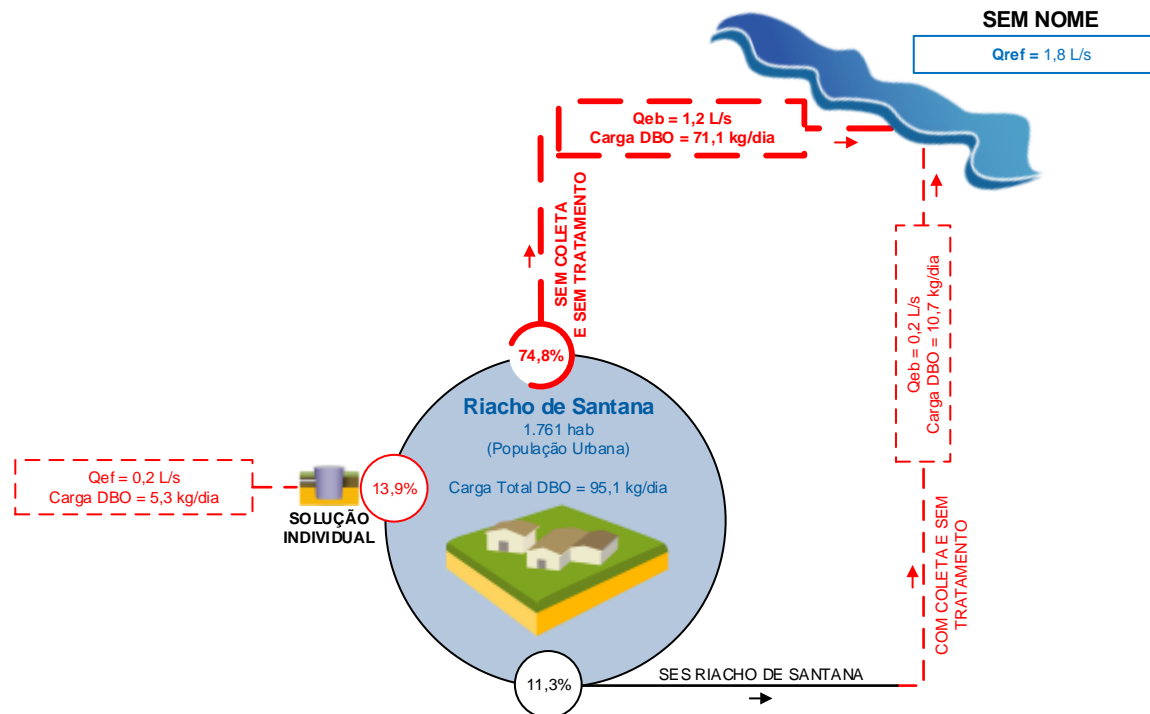 SEM NOME
Qref = 1,8 L/s
Qeb = 1,2 L/s
Carga DBO = 71,1 kg/dia
SEM COLETA
E SEM TRATAMENTO
74,8%
Riacho de Santana
1.761 hab
(População Urbana)
Carga Total DBO = 95,1 kg/dia
Qef = 0,2 L/s
Carga DBO = 5,3 kg/dia
SOLUÇÃO
INDIVIDUAL
13,9%
11,3%
SES RIACHO DE SANTANA
COM COLETA E SEM
TRATAMENTO
Qeb = 0,2 L/s
Carga DBO = 10,7 kg/dia